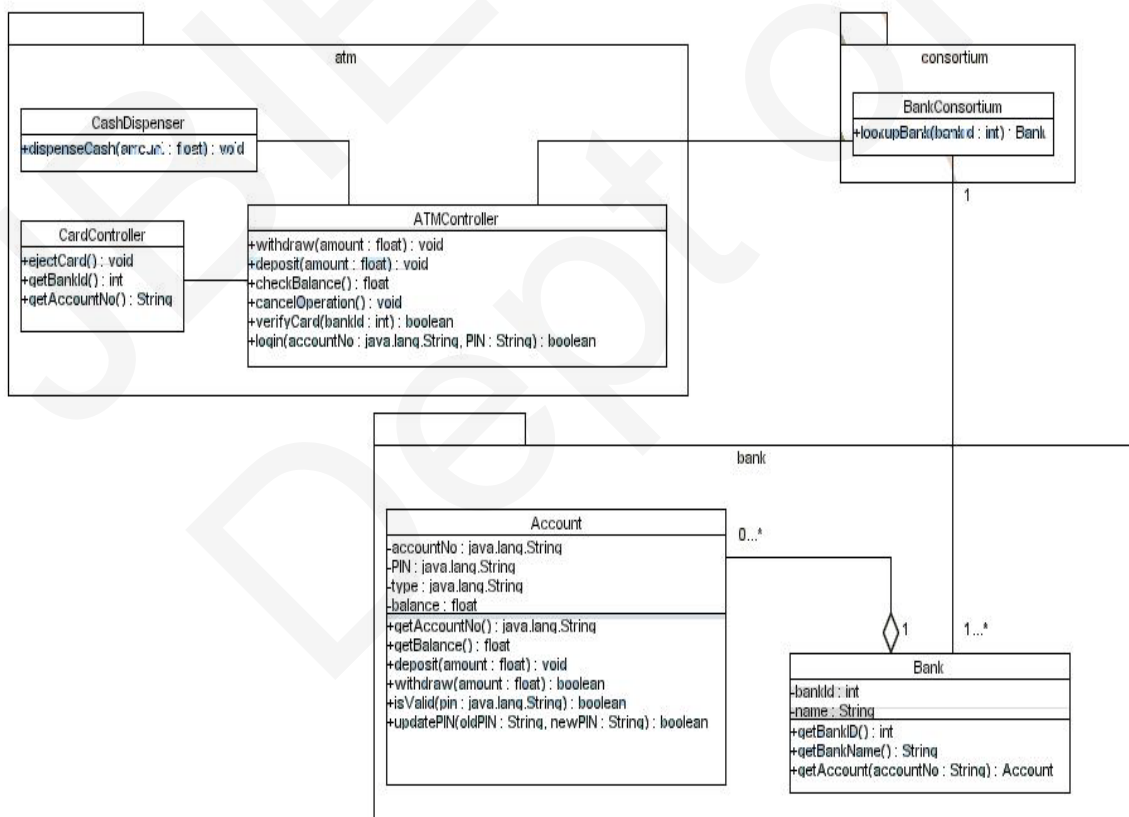 atm
CashDispenser
+dispenseCash(amount : float) : void
CardController
+ejectCard() : void
+getBankId() : int
+getAccountNo() : String
ATMController
+withdraw(amount : float) : void
+deposit(amount : float) : void
+checkBalance() : float
+cancelOperation() : void
+verifyCard(bankId : int) : boolean
+login(accountNo : java.lang.String, PIN : String) : boolean
consortium
BankConsortium
+lookupBank(bankId : int) : Bank
1
bank
Account
-accountNo : java.lang.String
-PIN : java.lang.String
-type : java.lang.String
-balance : float
+getAccountNo() : java.lang.String
+getBalance() : float
+deposit(amount : float) : void
+withdraw(amount : float) : boolean
+isValid(pin : java.lang.String) : boolean
+updatePIN(oldPIN : String, newPIN : String) : boolean
0...*
1
1...*
Bank
-bankId : int
-name : String
+getBankID() : int
+getBankName() : String
+getAccount(accountNo : String) : Account
Dept